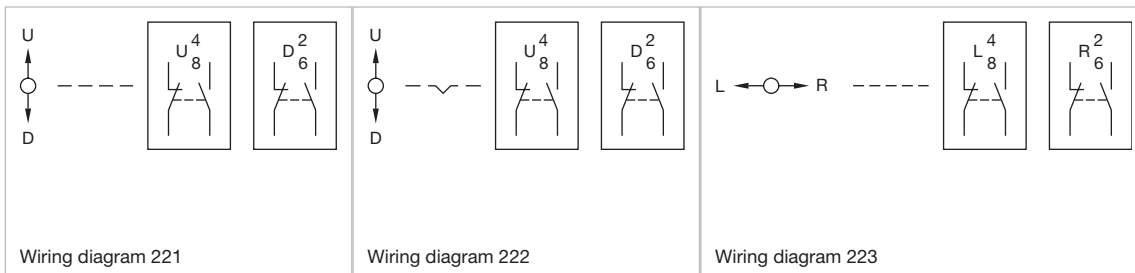 U
D
U 4
8
D 2
6
Wiring diagram 221
U
D
U 4
8
D 2
6
Wiring diagram 222
L
R
L 4
8
R 2
6
Wiring diagram 223